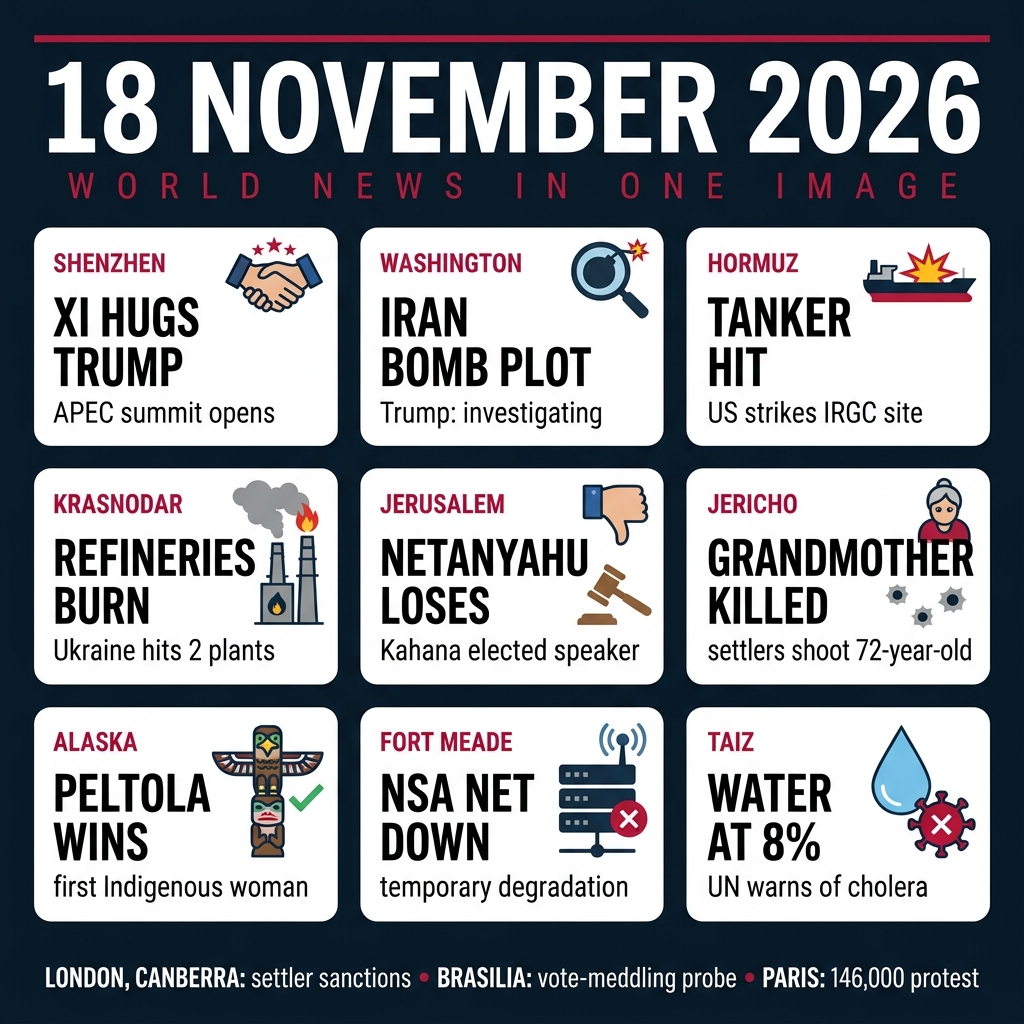 18 NOVEMBER 2026
WORLD NEWS IN ONE IMAGE
SHENZHEN
XI HUGS
TRUMP
APEC summit opens
WASHINGTON
IRAN
BOMB PLOT
Trump: investigating
HORMUZ
TANKER
HIT
US strikes IRGC site
KRASNODAR
REFINERIES
BURN
Ukraine hits 2 plants
JERUSALEM
NETANYAHU
LOSES
Kahana elected speaker
JERICHO
GRANDMOTHER
KILLED
settlers shoot 72-year-old
ALASKA
PELTOLA
WINS
first Indigenous woman
FORT MEADE
NSA NET
DOWN
temporary degradation
TAIZ
WATER
AT 8%
UN warns of cholera
LONDON, CANBERRA: settler sanctions • BRASILIA: vote-meddling probe • PARIS: 146,000 protest